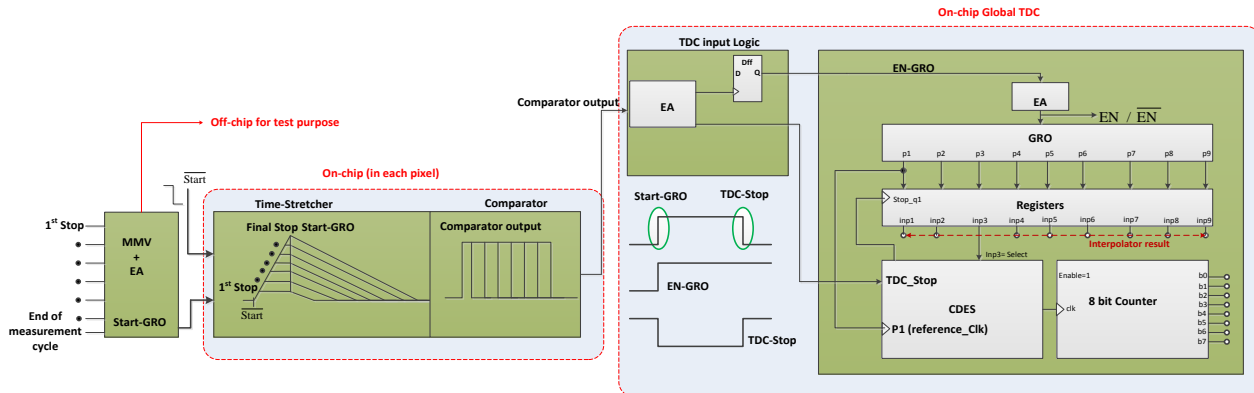 On-chip Global TDC
TDC input Logic
Dff
D Q
EA
EN-GRO
EA
EN / EN
Comparator output
GRO
p1 p2 p3 p4 p5 p6 p7 p8 p9
Off-chip for test purpose
Start
On-chip (in each pixel)
Stop_q1
Registers
inp1 inp2 inp3 inp4 inp5 inp6 inp7 inp8 inp9
Interpolator result
Inp3= Select
Start-GRO
TDC-Stop
EN-GRO
TDC-Stop
Time-Stretcher
Comparator
Final Stop Start-GRO
Comparator output
1st Stop
Start
1st Stop
MMV
+
EA
Start-GRO
End of
measurement
cycle
TDC_Stop
CDES
P1 (reference_Clk)
Enable=1
8 bit Counter
clk
b0
b1
b2
b3
b4
b5
b6
b7